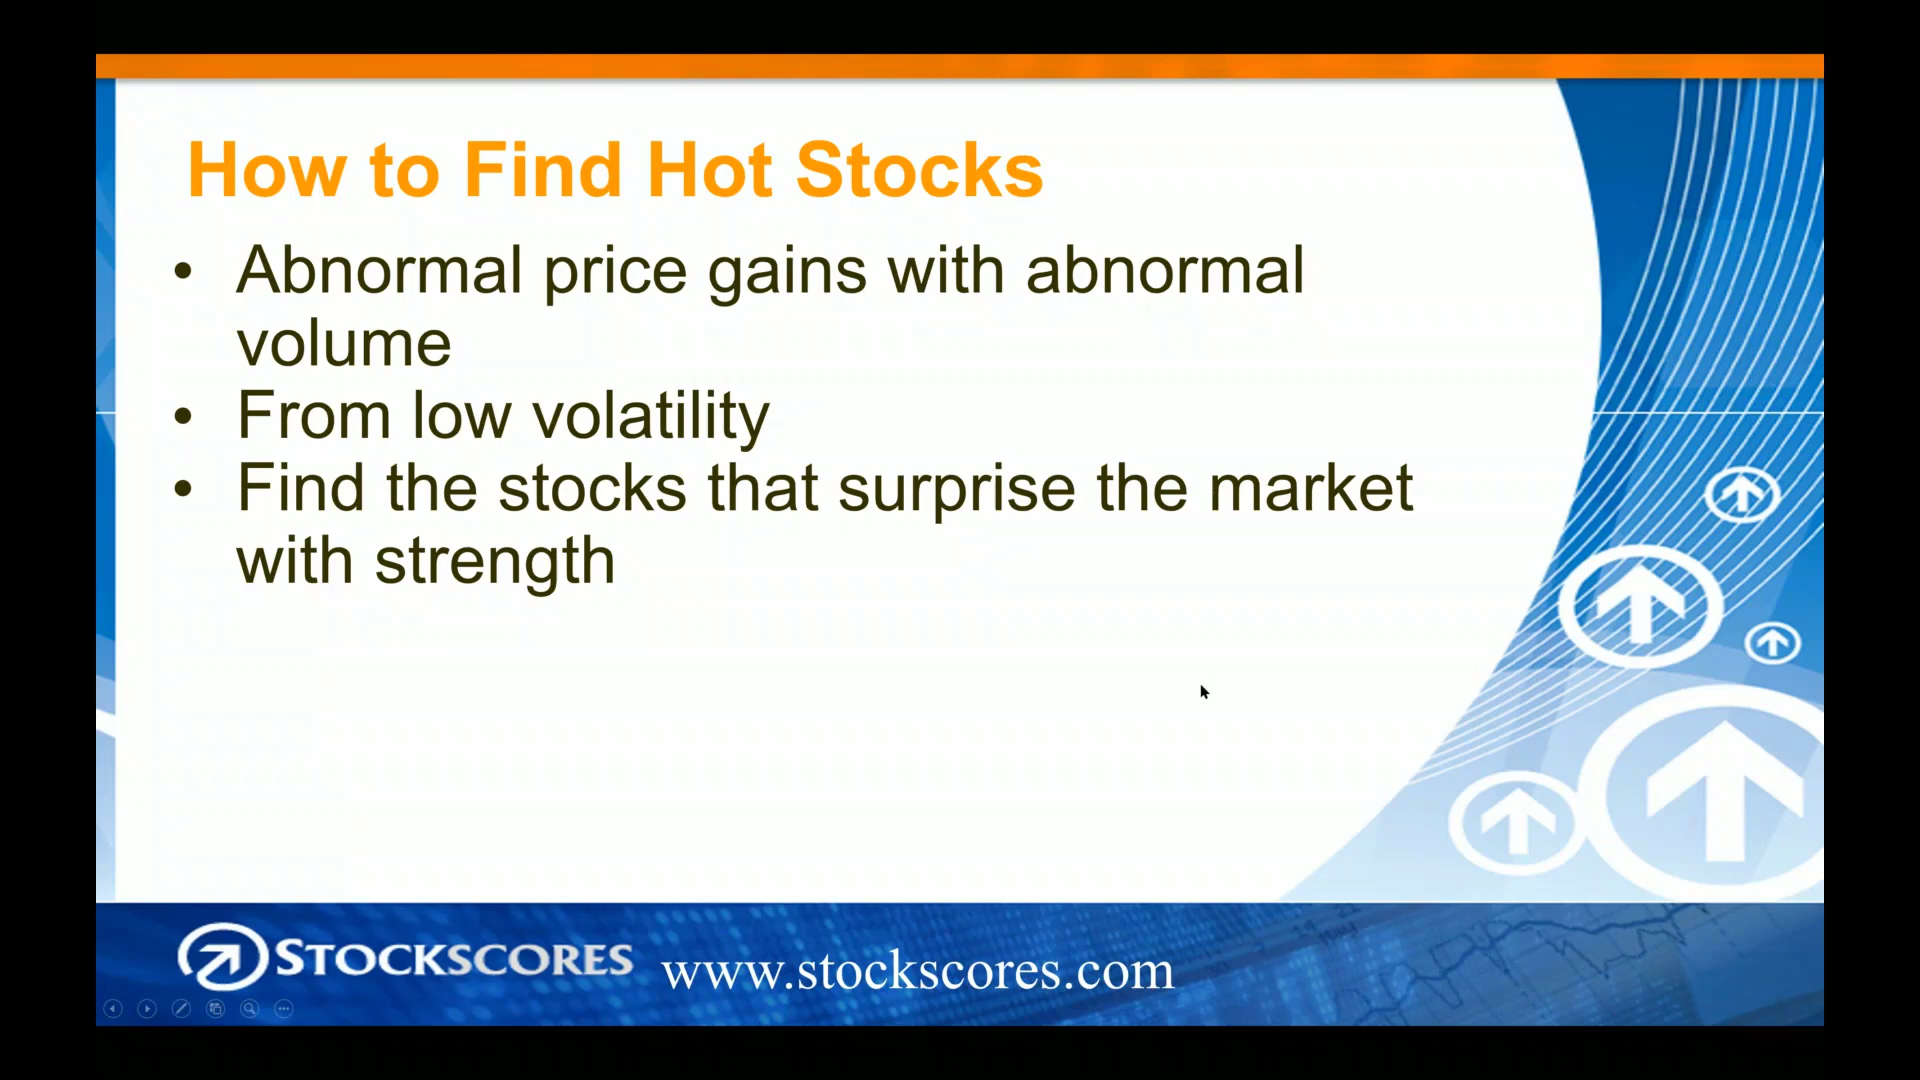 How to Find Hot Stocks
• Abnormal price gains with abnormal
volume
• From low volatility
• Find the stocks that surprise the market
with strength
STOCKSCORES www.stockscores.com